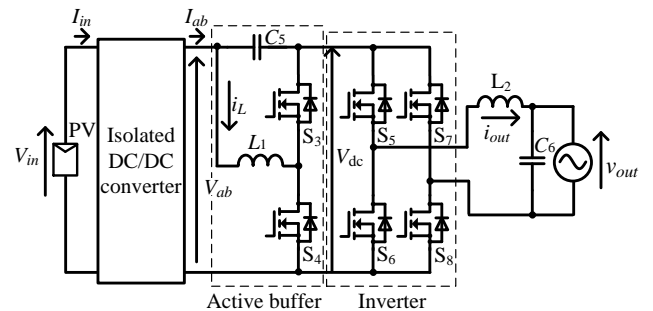 I_in
I_ab
C_5
PV
Isolated
DC/DC
converter
V_in
V_ab
i_L
L_1
S_3
S_4
V_dc
S_5
S_7
S_6
S_8
L_2
i_out
C_6
v_out
Active buffer
Inverter